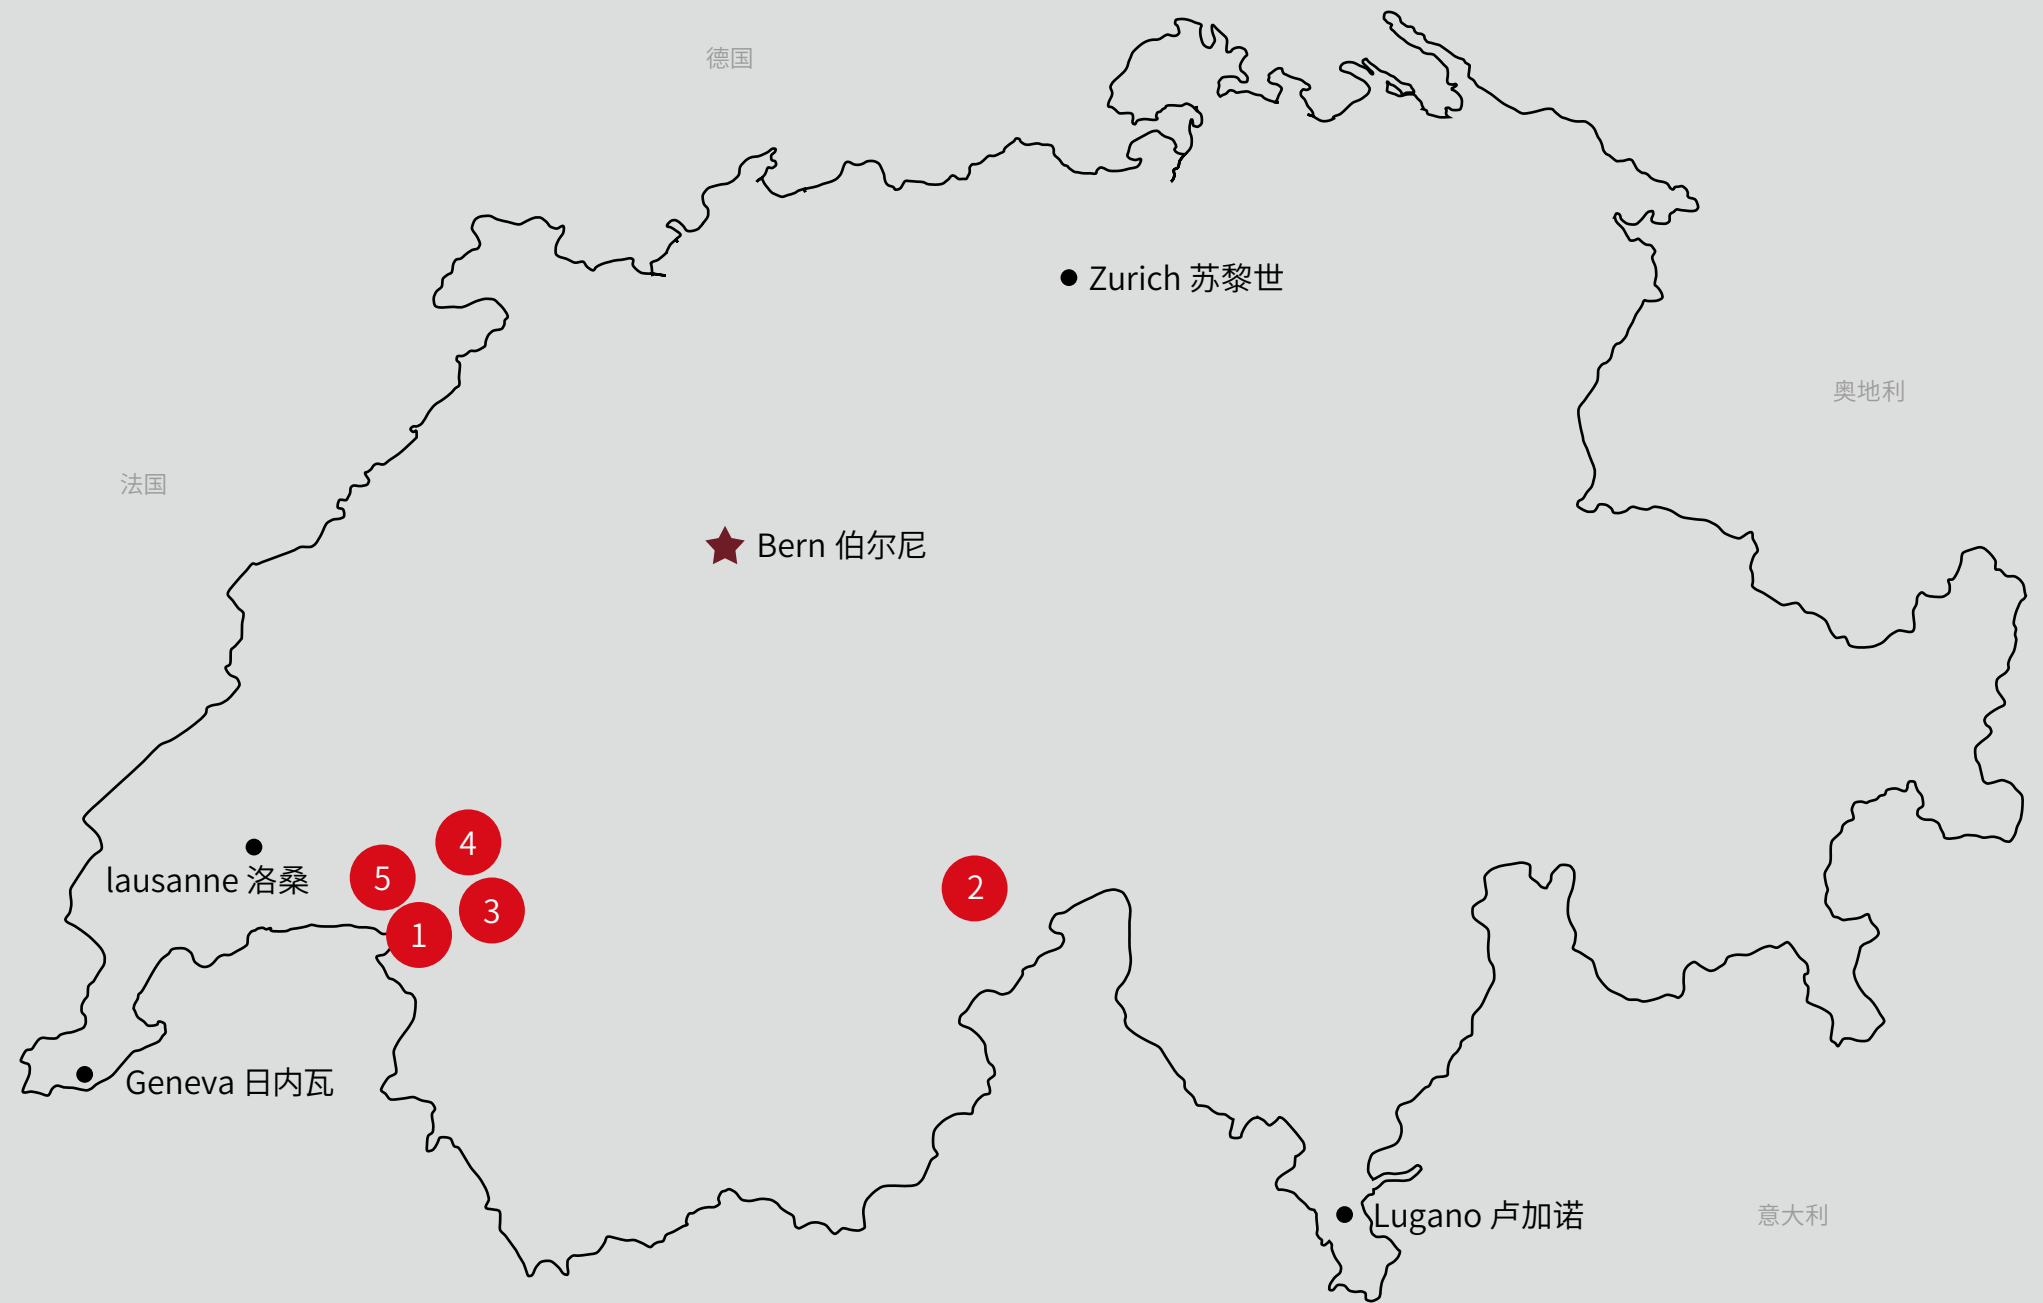 德国
Zurich 苏黎世
奥地利
法国
Bern 伯尔尼
4
lausanne 洛桑
5
2
3
1
Geneva 日内瓦
Lugano 卢加诺
意大利